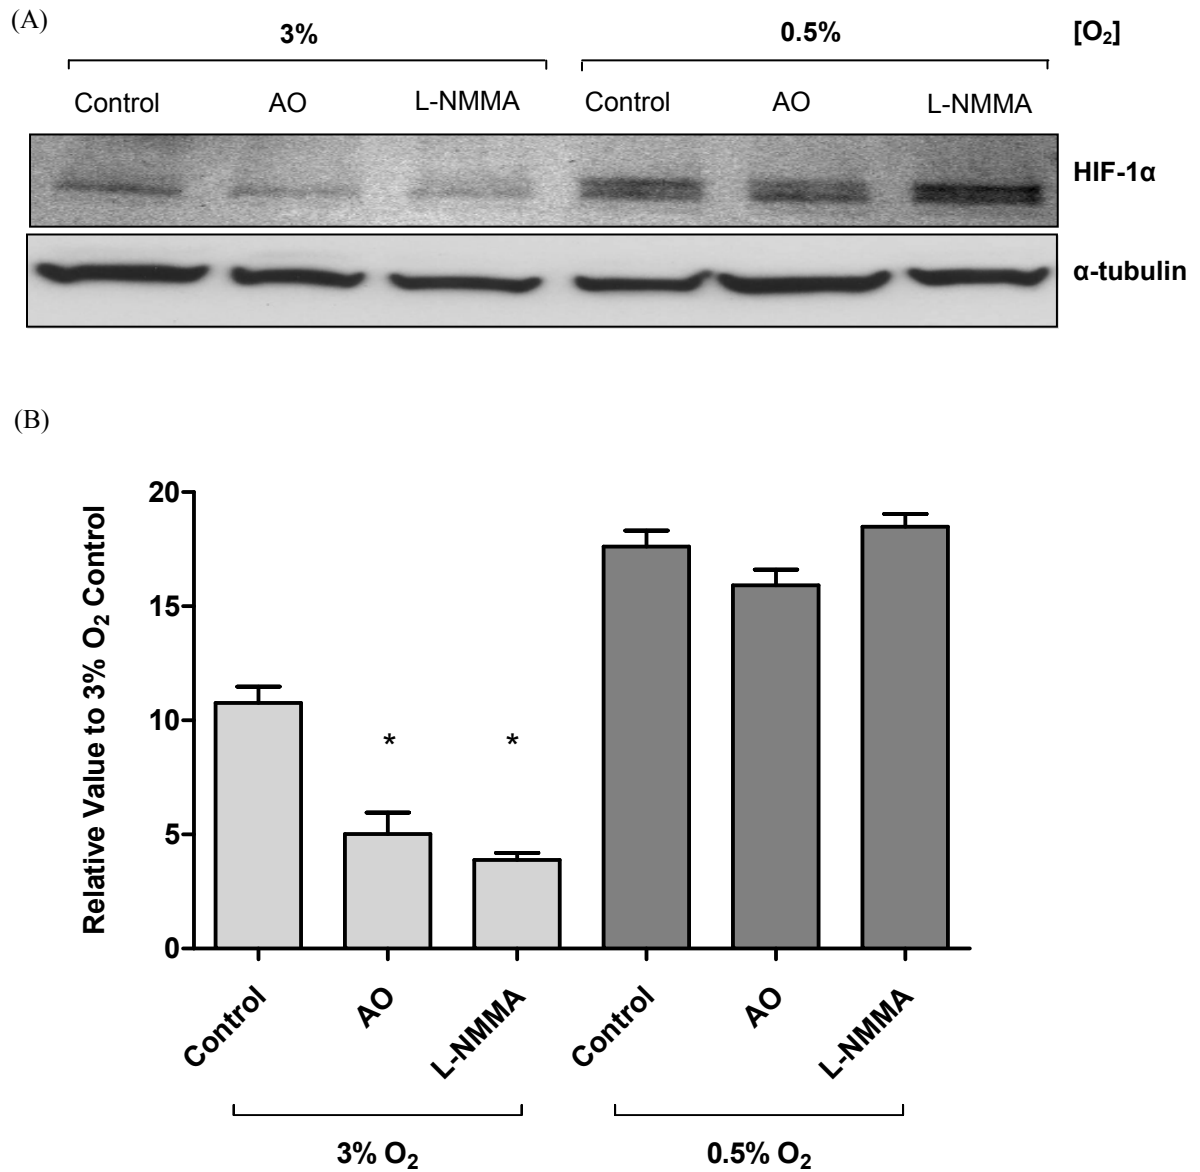 (A)
3% 0.5% [O₂]
Control AO L-NMMA Control AO L-NMMA
HIF-1α
α-tubulin
(B)
Relative Value to 3% O₂ Control
20
15
10
5
0
* *
Control AO L-NMMA Control AO L-NMMA
3% O₂ 0.5% O₂